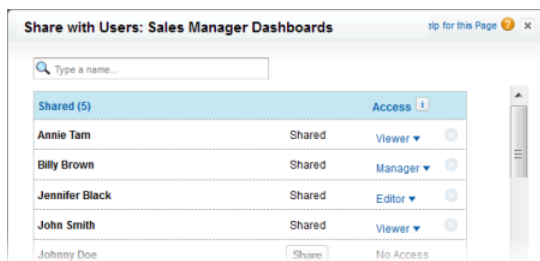 Share with Users: Sales Manager Dashboards
elp for this Page ? x
Type a name...
Shared (5) Access i
Annie Tam Shared Viewer
Billy Brown Shared Manager
Jennifer Black Shared Editor
John Smith Shared Viewer
Johnny Doe Share No Access